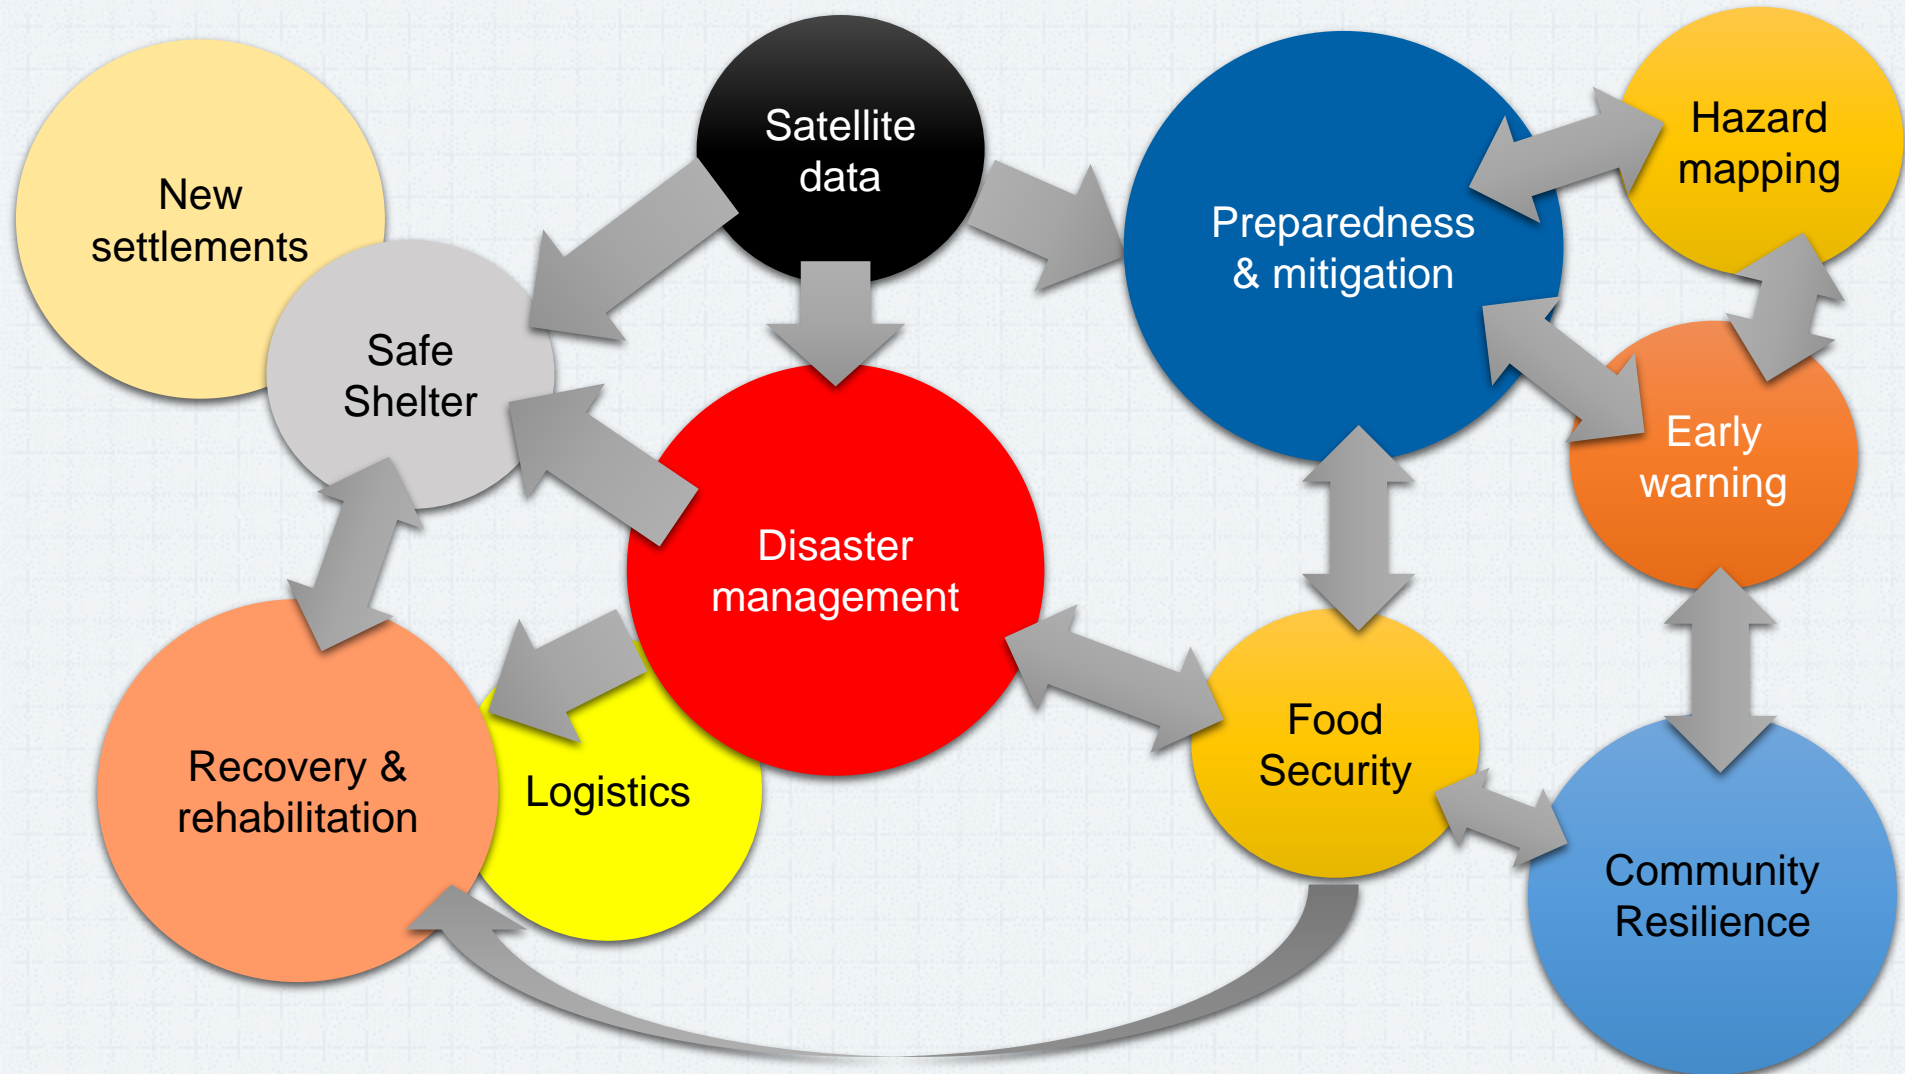 New
settlements
Satellite
data
Hazard
mapping
Preparedness
& mitigation
Safe
Shelter
Early
warning
Disaster
management
Food
Security
Recovery &
rehabilitation
Logistics
Community
Resilience